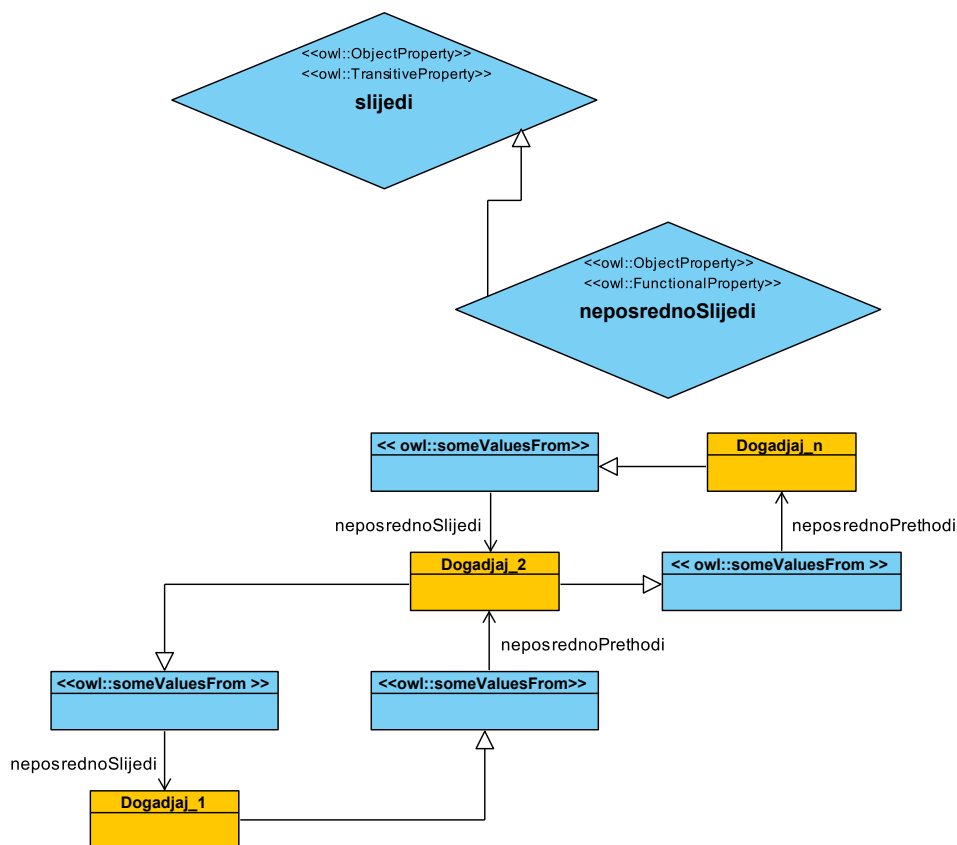 <<owl::ObjectProperty>>
<<owl::TransitiveProperty>>
slijedi
<<owl::ObjectProperty>>
<<owl::FunctionalProperty>>
neposrednoSlijedi
<< owl::someValuesFrom>>
Dogadjaj_n
neposrednoSlijedi
neposrednoPrethodi
Dogadjaj_2
<< owl::someValuesFrom >>
neposrednoPrethodi
<<owl::someValuesFrom >>
<<owl::someValuesFrom>>
neposrednoSlijedi
Dogadjaj_1